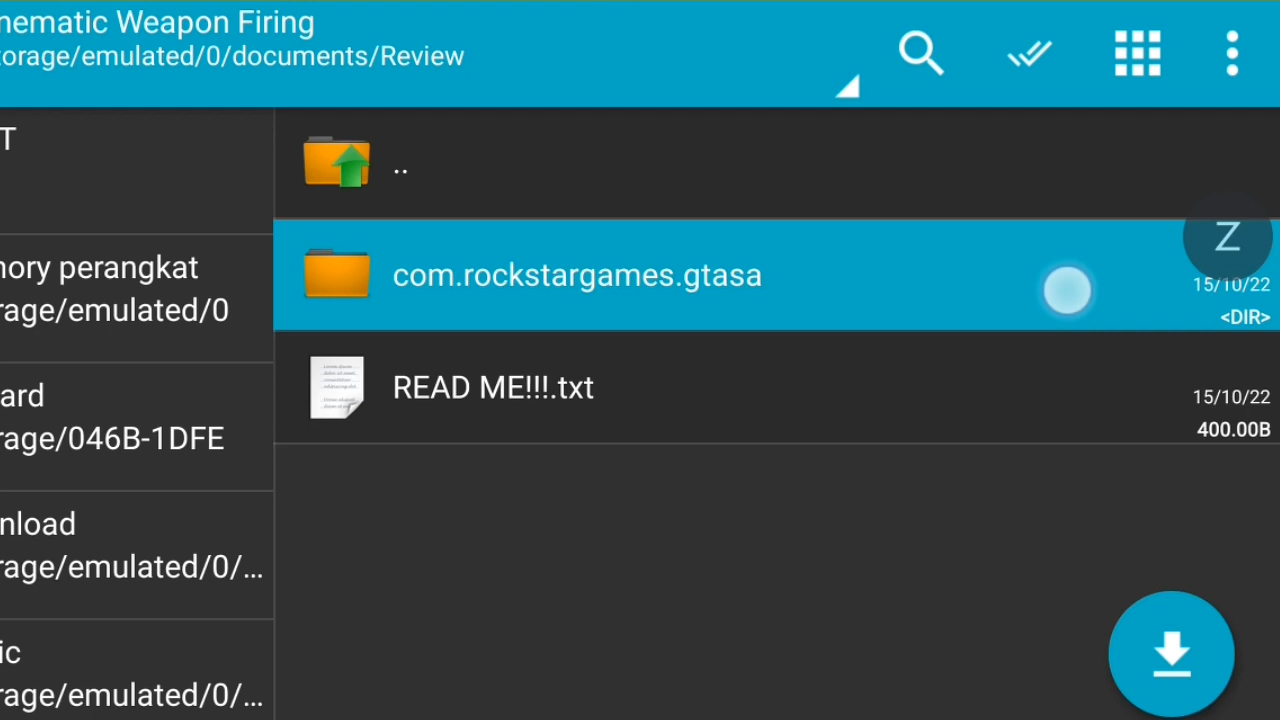 nematic Weapon Firing
torage/emulated/0/documents/Review
T
nory perangkat
rage/emulated/0
ard
rage/046B-1DFE
nload
rage/emulated/0/...
ic
rage/emulated/0/...
..
com.rockstargames.gtasa
Z
15/10/22
<DIR>
READ ME!!!.txt
15/10/22
400.00B